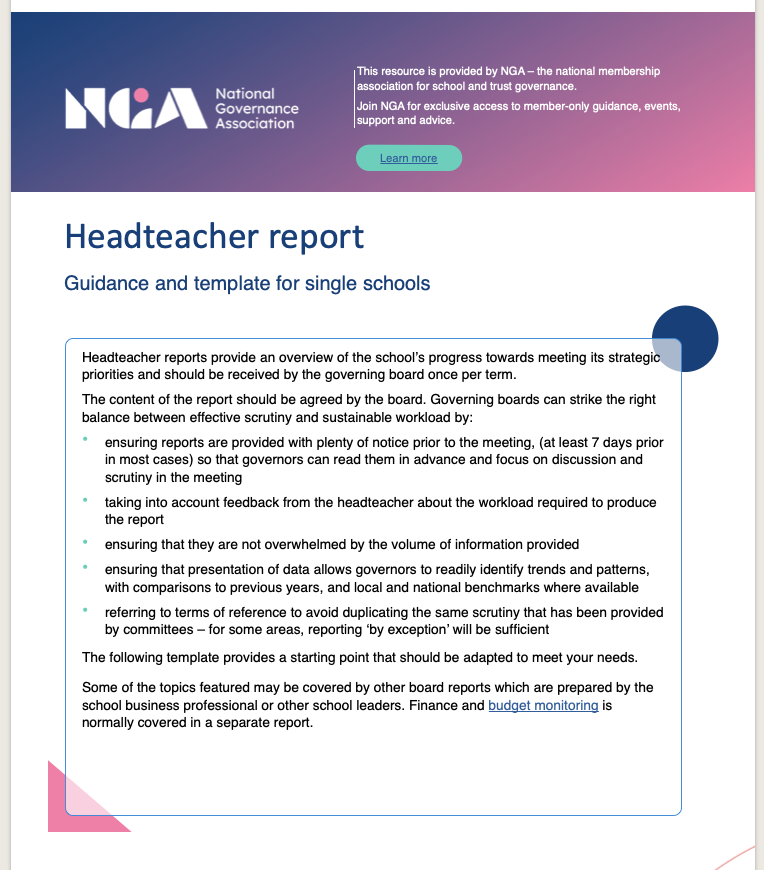 NGA
National
Governance
Association
This resource is provided by NGA – the national membership
association for school and trust governance.
Join NGA for exclusive access to member-only guidance, events,
support and advice.
Learn more
Headteacher report
Guidance and template for single schools
Headteacher reports provide an overview of the school’s progress towards meeting its strategic
priorities and should be received by the governing board once per term.
The content of the report should be agreed by the board. Governing boards can strike the right
balance between effective scrutiny and sustainable workload by:
• ensuring reports are provided with plenty of notice prior to the meeting, (at least 7 days prior
in most cases) so that governors can read them in advance and focus on discussion and
scrutiny in the meeting
• taking into account feedback from the headteacher about the workload required to produce
the report
• ensuring that they are not overwhelmed by the volume of information provided
• ensuring that presentation of data allows governors to readily identify trends and patterns,
with comparisons to previous years, and local and national benchmarks where available
• referring to terms of reference to avoid duplicating the same scrutiny that has been provided
by committees – for some areas, reporting ‘by exception’ will be sufficient
The following template provides a starting point that should be adapted to meet your needs.
Some of the topics featured may be covered by other board reports which are prepared by the
school business professional or other school leaders. Finance and budget monitoring is
normally covered in a separate report.